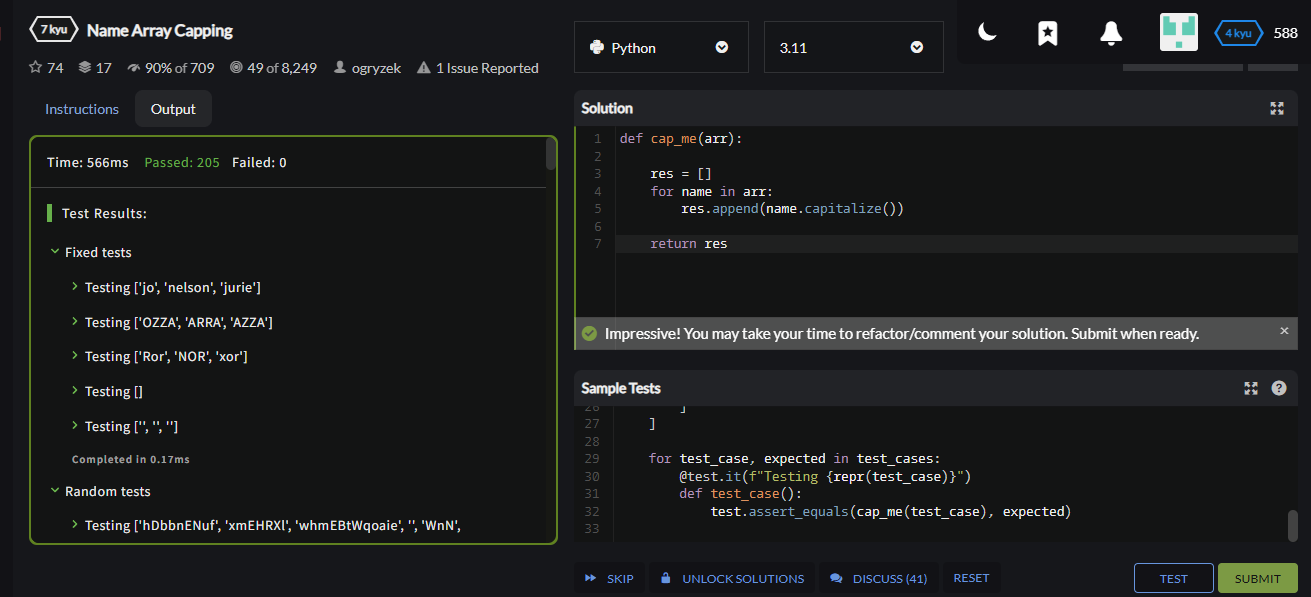 7 kyu Name Array Capping
74 17 90% of 709 49 of 8,249 ogryzek 1 Issue Reported
Instructions Output
Time: 566ms Passed: 205 Failed: 0
Test Results:
Fixed tests
Testing ['jo', 'nelson', 'jurie']
Testing ['OZZA', 'ARRA', 'AZZA']
Testing ['Ror', 'NOR', 'xor']
Testing []
Testing ['', '', '']
Completed in 0.17ms
Random tests
Testing ['hDbbnENuf', 'xmEHRXl', 'whmEBtWqoaie', '', 'WnN',
Python 3.11
4 kyu 588
Solution
1 def cap_me(arr):
2
3 res = []
4 for name in arr:
5 res.append(name.capitalize())
6
7 return res
Impressive! You may take your time to refactor/comment your solution. Submit when ready. ×
Sample Tests
26 ]
27 ]
28
29 for test_case, expected in test_cases:
30 @test.it(f"Testing {repr(test_case)}")
31 def test_case():
32 test.assert_equals(cap_me(test_case), expected)
33
SKIP UNLOCK SOLUTIONS DISCUSS (41) RESET TEST SUBMIT